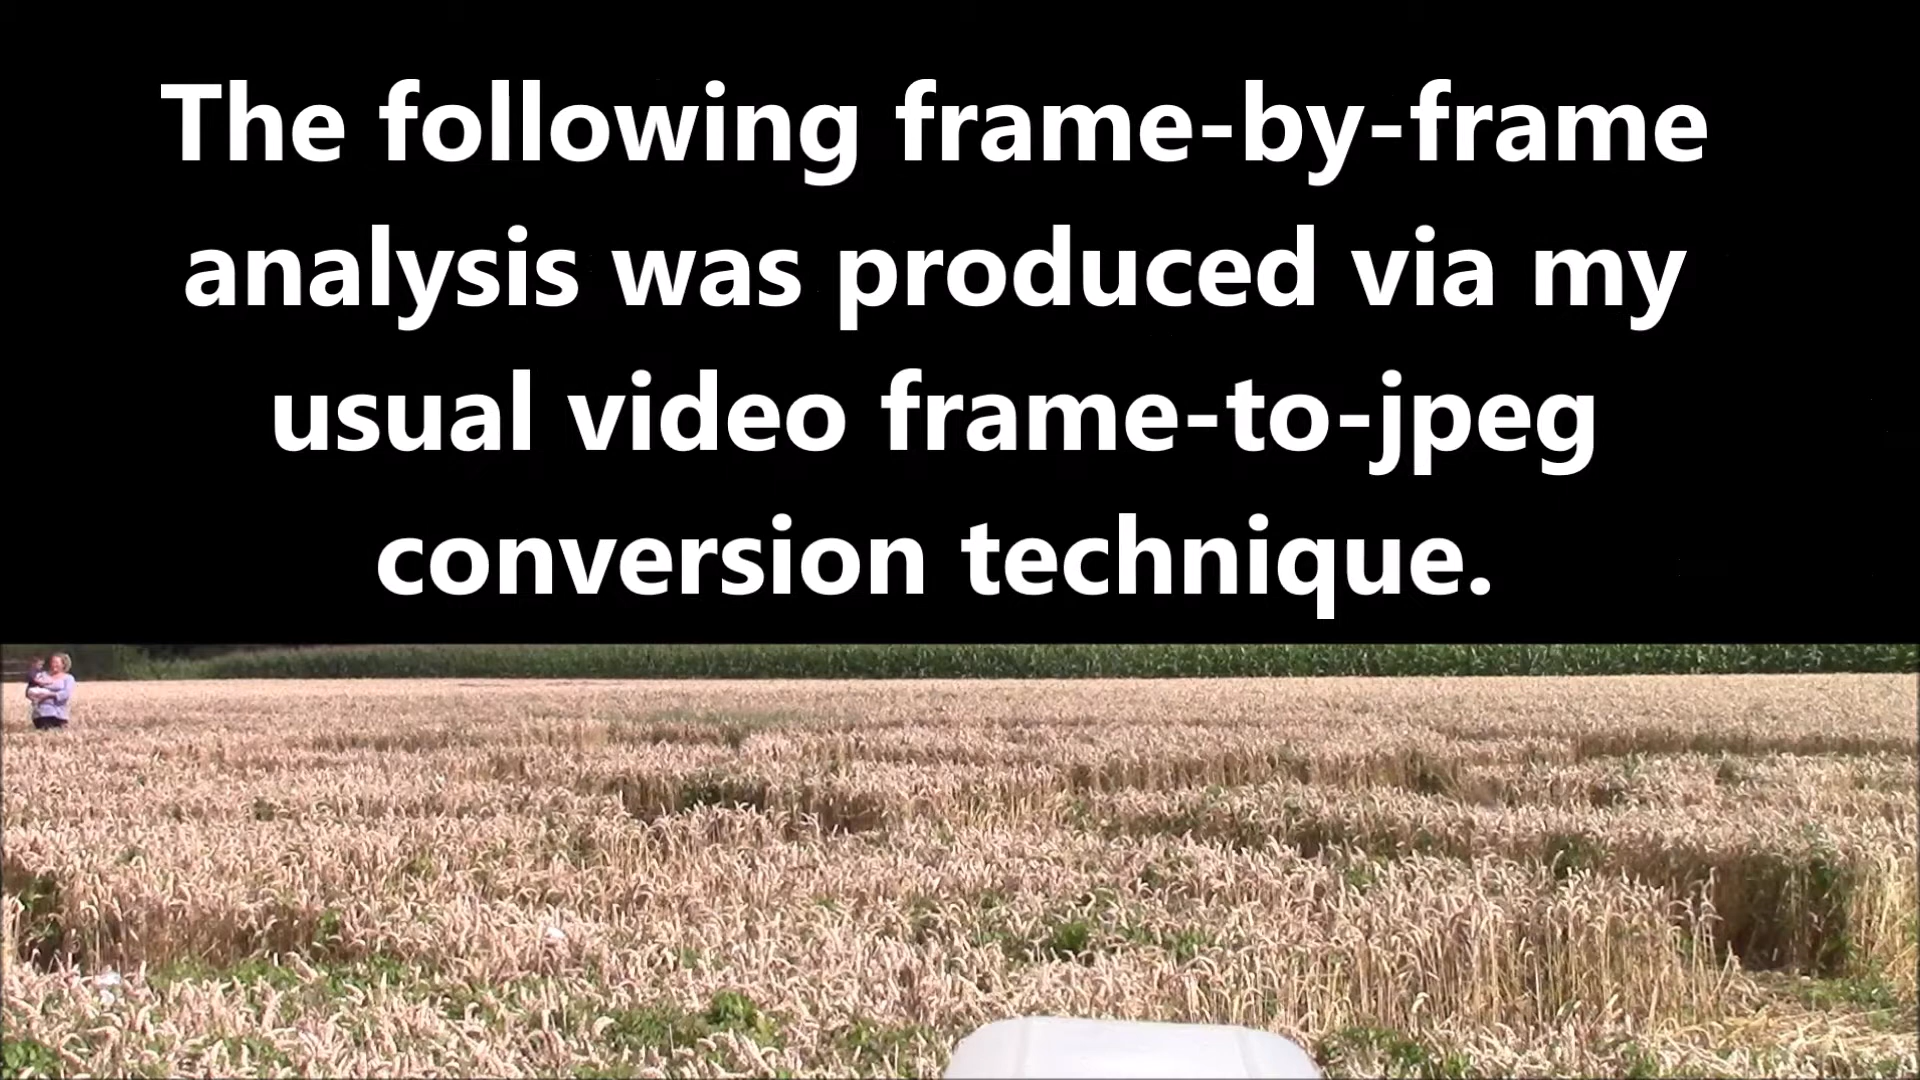 The following frame-by-frame
analysis was produced via my
usual video frame-to-jpeg
conversion technique.